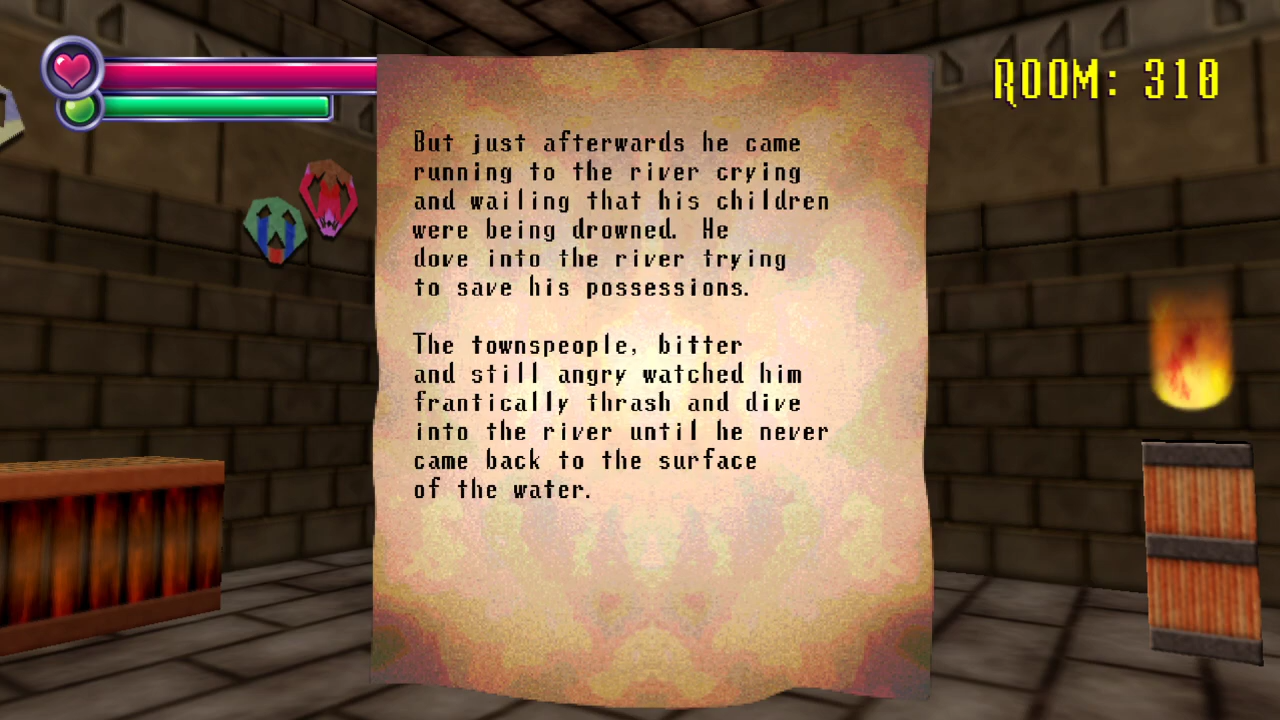 ROOM: 310
But just afterwards he came
running to the river crying
and wailing that his children
were being drowned. He
dove into the river trying
to save his possessions.
The townspeople, bitter
and still angry watched him
frantically thrash and dive
into the river until he never
came back to the surface
of the water.